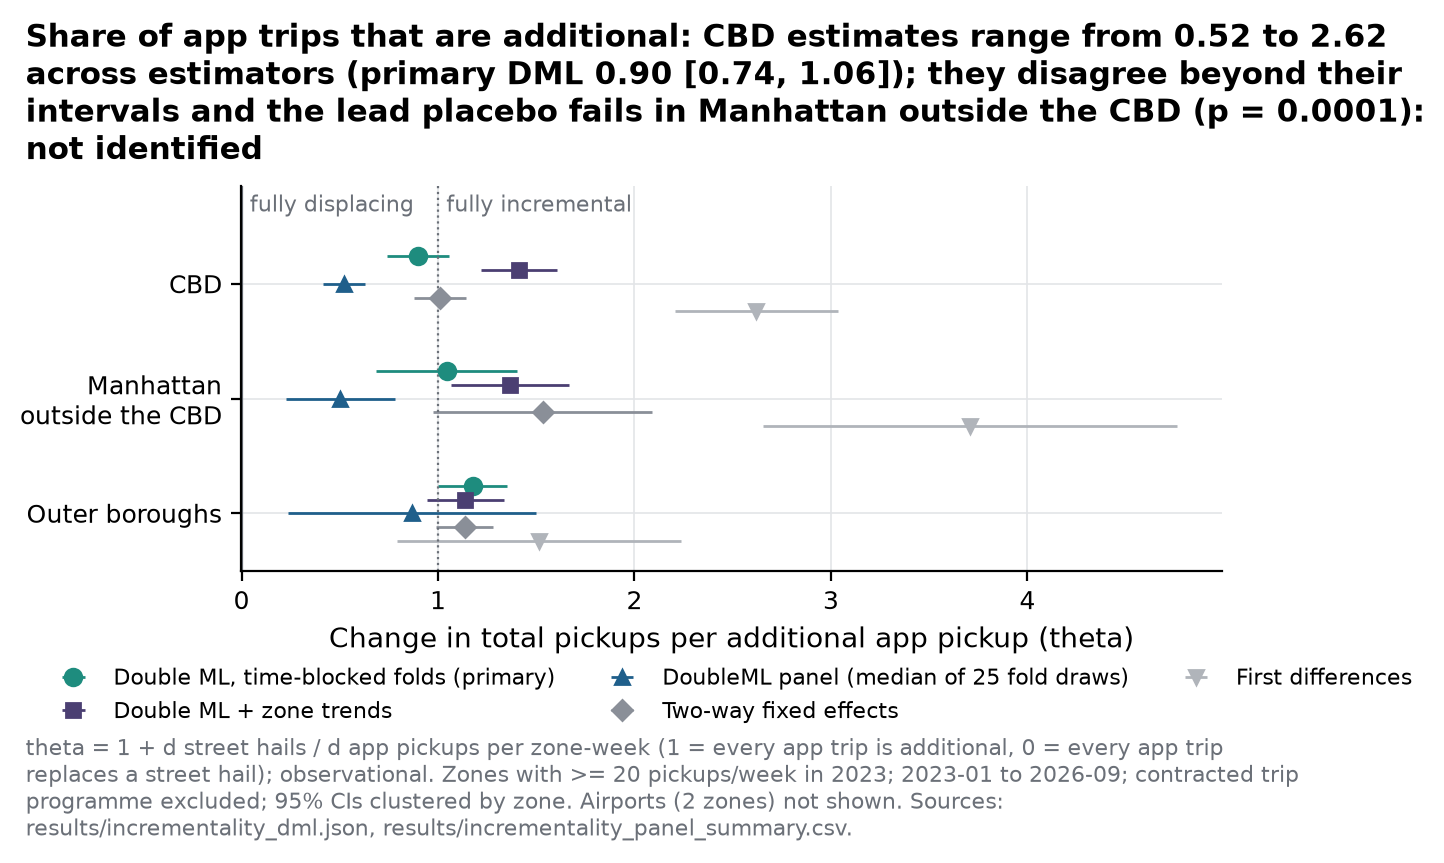 Share of app trips that are additional: CBD estimates range from 0.52 to 2.62
across estimators (primary DML 0.90 [0.74, 1.06]); they disagree beyond their
intervals and the lead placebo fails in Manhattan outside the CBD (p = 0.0001):
not identified
fully displacing
fully incremental
CBD
Manhattan
outside the CBD
Outer boroughs
0 1 2 3 4
Change in total pickups per additional app pickup (theta)
Double ML, time-blocked folds (primary)
Double ML + zone trends
DoubleML panel (median of 25 fold draws)
Two-way fixed effects
First differences
theta = 1 + d street hails / d app pickups per zone-week (1 = every app trip is additional, 0 = every app trip
replaces a street hail); observational. Zones with >= 20 pickups/week in 2023; 2023-01 to 2026-09; contracted trip
programme excluded; 95% CIs clustered by zone. Airports (2 zones) not shown. Sources:
results/incrementality_dml.json, results/incrementality_panel_summary.csv.